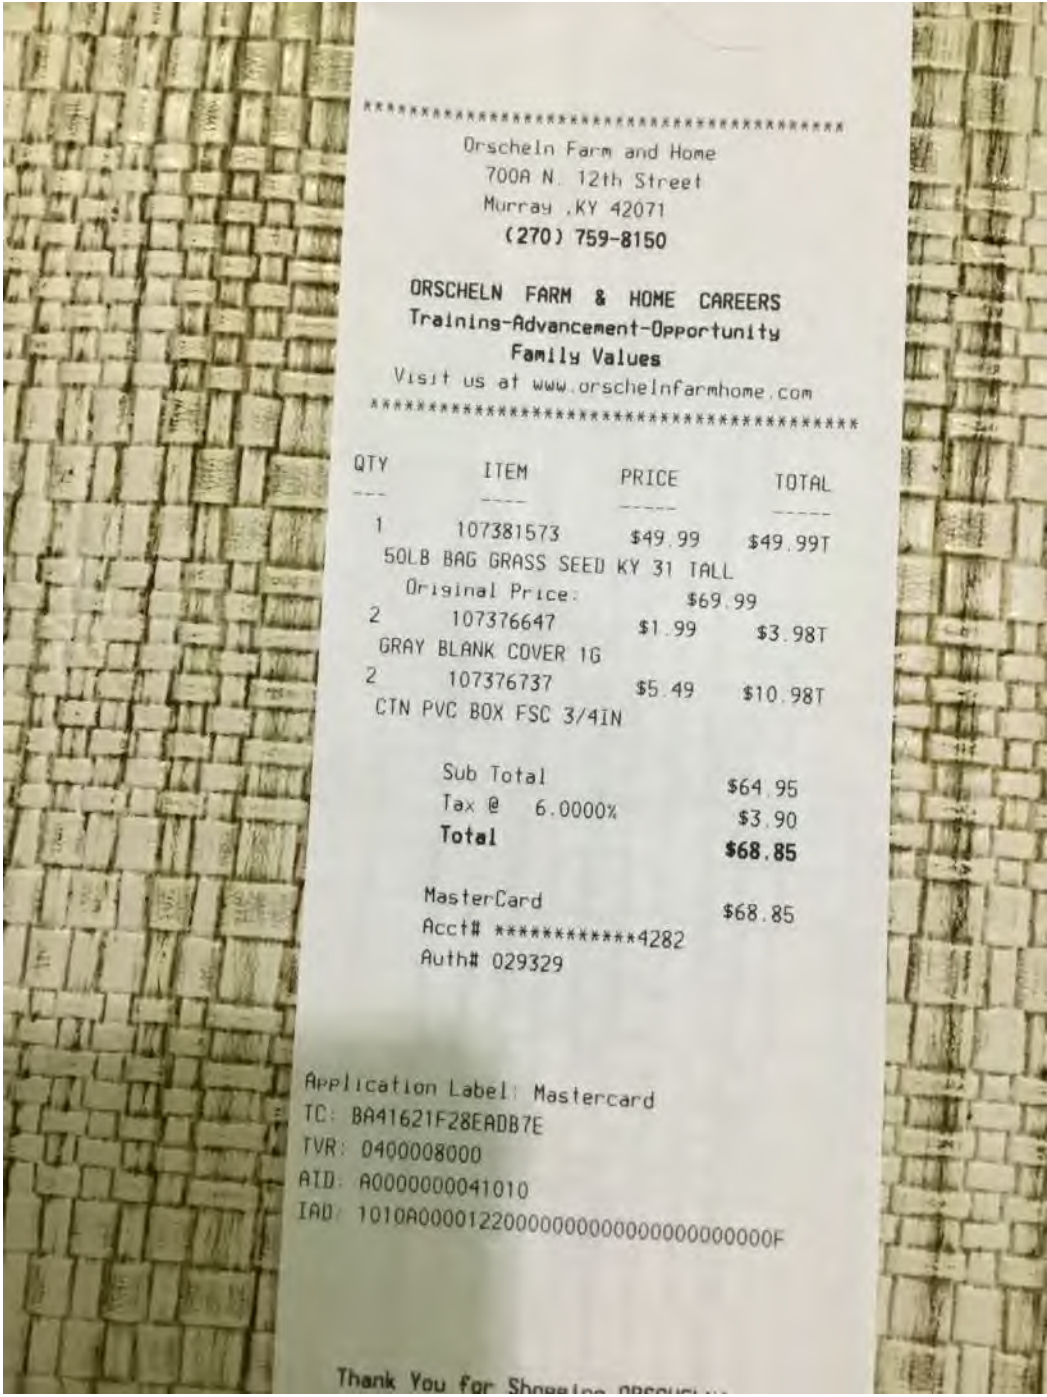 ******************************************
Orscheln Farm and Home
700A N. 12th Street
Murray ,KY 42071
(270) 759-8150
ORSCHELN FARM & HOME CAREERS
Training-Advancement-Opportunity
Family Values
Visit us at www.orschelnfarmhome.com
******************************************
QTY ITEM PRICE TOTAL
--- ---- ----- -----
1 107381573 $49.99 $49.99T
50LB BAG GRASS SEED KY 31 TALL
Original Price: $69.99
2 107376647 $1.99 $3.98T
GRAY BLANK COVER 1G
2 107376737 $5.49 $10.98T
CTN PVC BOX FSC 3/4IN
Sub Total $64.95
Tax @ 6.0000% $3.90
Total $68.85
MasterCard $68.85
Acct# ************4282
Auth# 029329
Application Label: Mastercard
TC: BA41621F28EADB7E
TVR: 0400008000
AID: A0000000041010
IAD:
Thank You for Shopping ORSCHELN